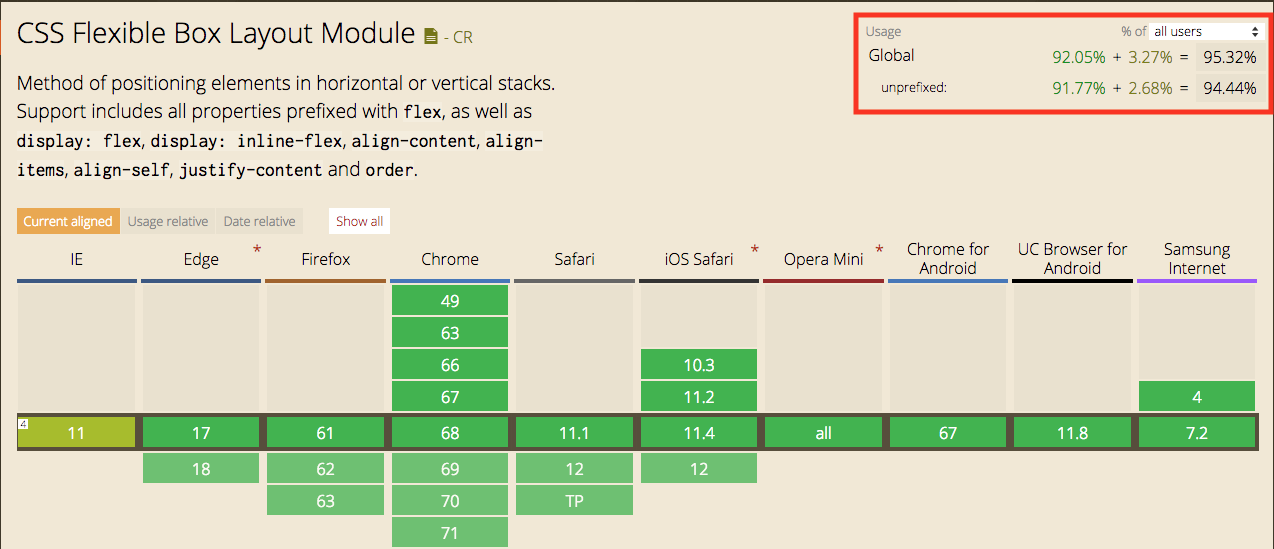 CSS Flexible Box Layout Module - CR
Usage % of all users
Global 92.05% + 3.27% = 95.32%
unprefixed: 91.77% + 2.68% = 94.44%
Method of positioning elements in horizontal or vertical stacks.
Support includes all properties prefixed with flex, as well as
display: flex, display: inline-flex, align-content, align-
items, align-self, justify-content and order.
Current aligned Usage relative Date relative Show all
IE Edge * Firefox Chrome Safari iOS Safari * Opera Mini * Chrome for Android UC Browser for Android Samsung Internet
49
63
66 10.3
67 11.2 4
4 11 17 61 68 11.1 11.4 all 67 11.8 7.2
18 62 69 12 12
63 70 TP
71